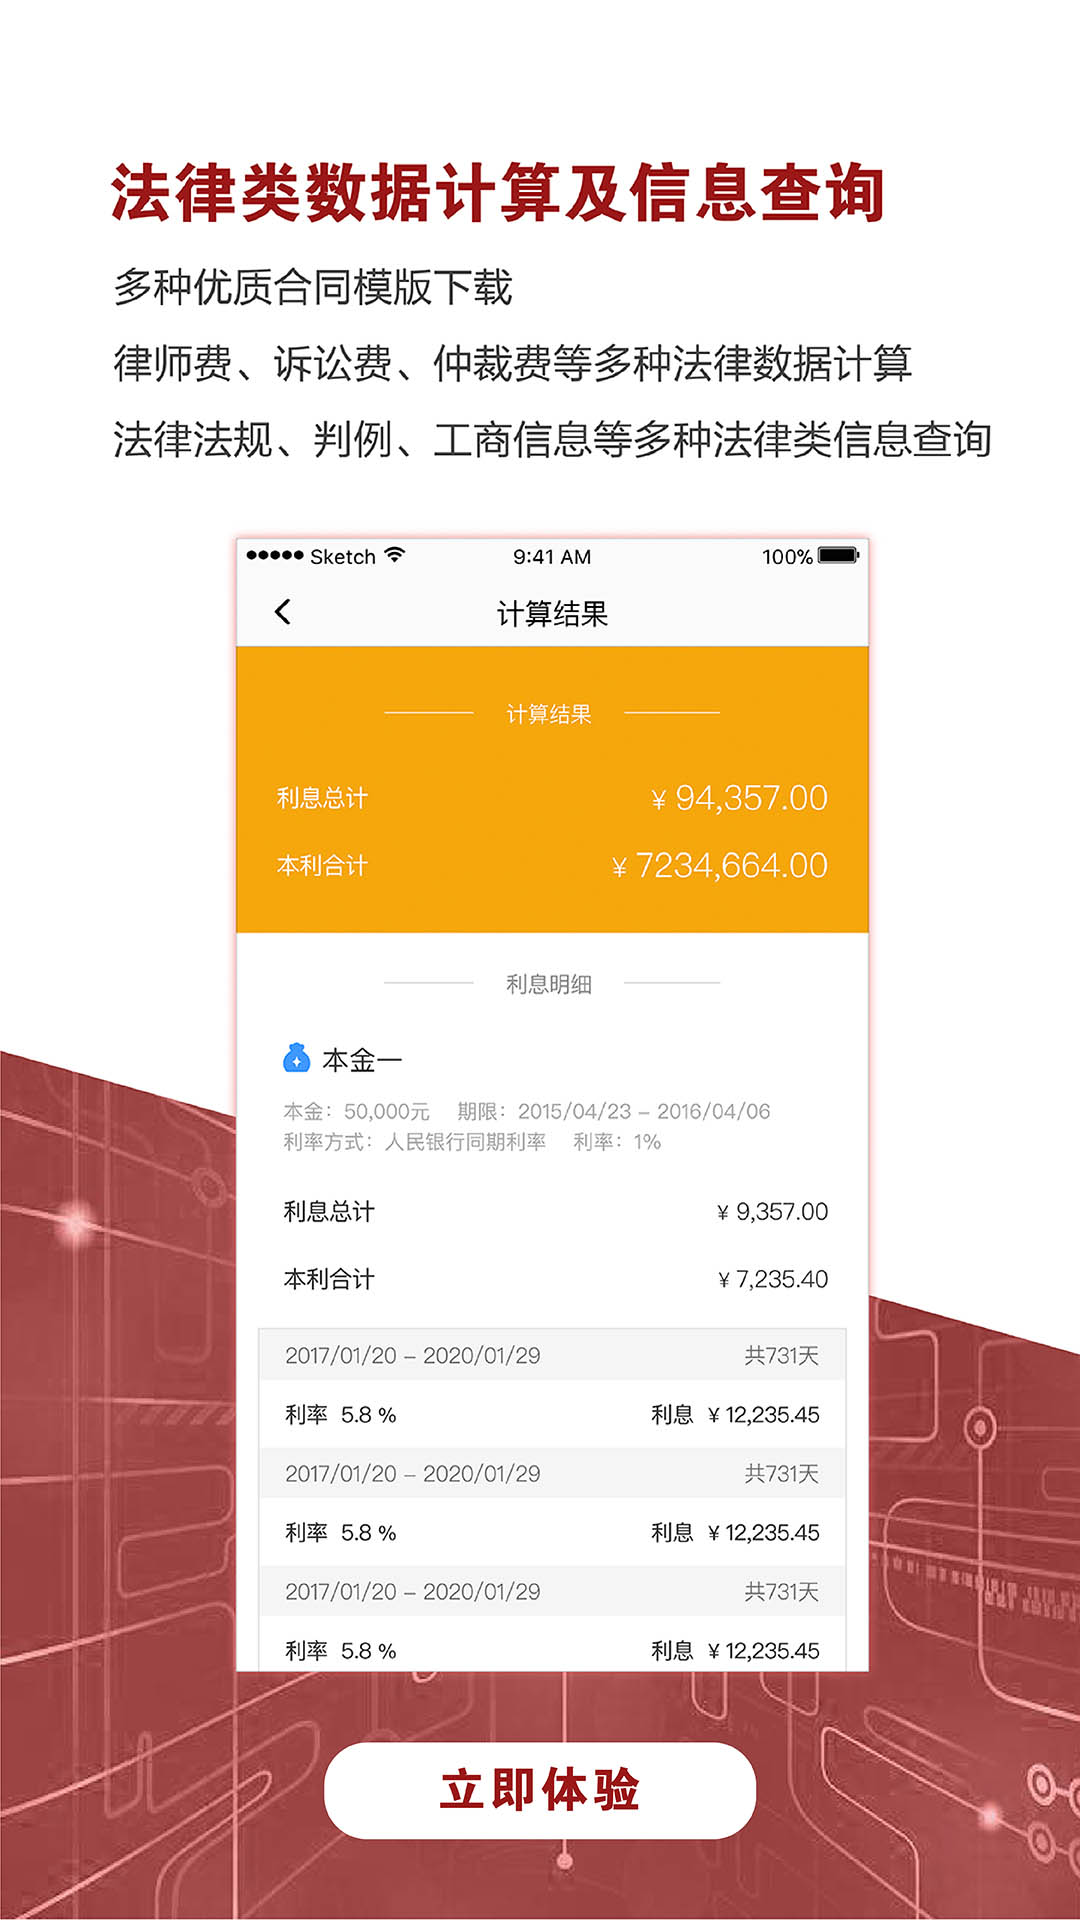 法律类数据计算及信息查询
多种优质合同模版下载
律师费、诉讼费、仲裁费等多种法律数据计算
法律法规、判例、工商信息等多种法律类信息查询
Sketch 9:41 AM 100%
计算结果
计算结果
利息总计 ¥ 94,357.00
本利合计 ¥ 7234,664.00
利息明细
本金一
本金：50,000元 期限：2015/04/23 – 2016/04/06
利率方式：人民银行同期利率 利率：1%
利息总计 ¥ 9,357.00
本利合计 ¥ 7,235.40
2017/01/20 – 2020/01/29 共731天
利率 5.8 % 利息 ¥ 12,235.45
2017/01/20 – 2020/01/29 共731天
利率 5.8 % 利息 ¥ 12,235.45
2017/01/20 – 2020/01/29 共731天
利率 5.8 % 利息 ¥ 12,235.45
立即体验